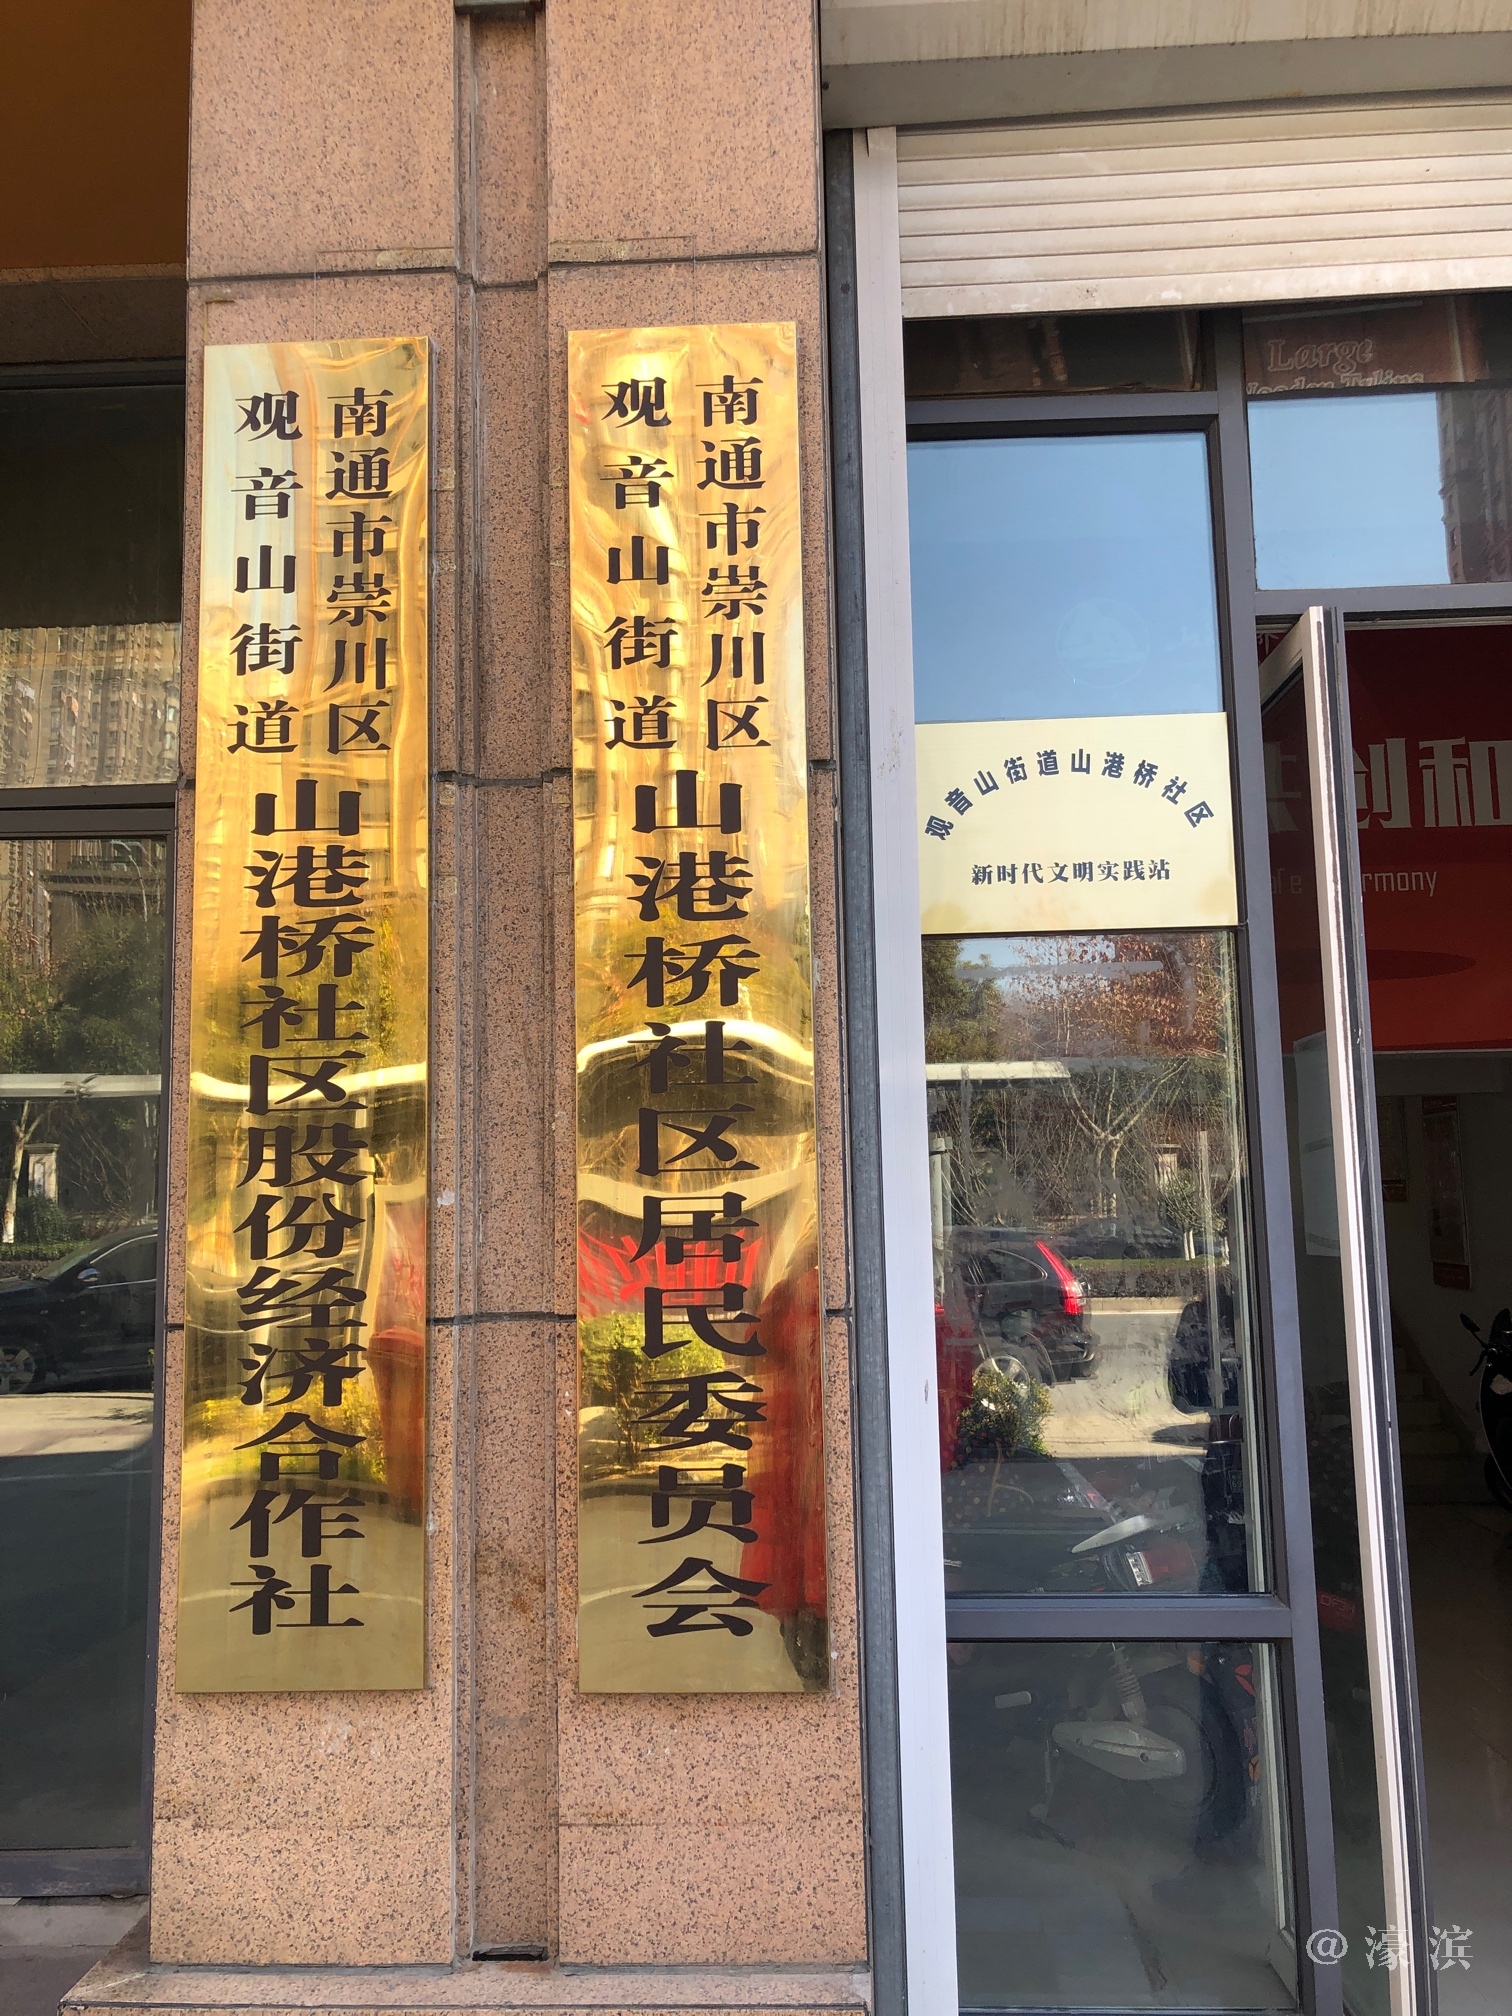 南通市崇川区
观音山街道
山港桥社区股份经济合作社
南通市崇川区
观音山街道
山港桥社区居民委员会
观音山街道山港桥社区
新时代文明实践站
Large
创和
rmony
@濠滨